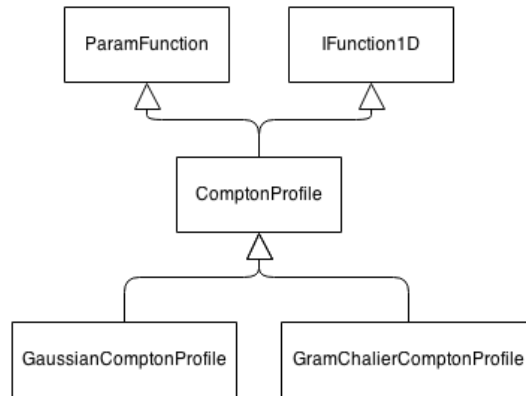 ParamFunction
IFunction1D
ComptonProfile
GaussianComptonProfile
GramChalierComptonProfile